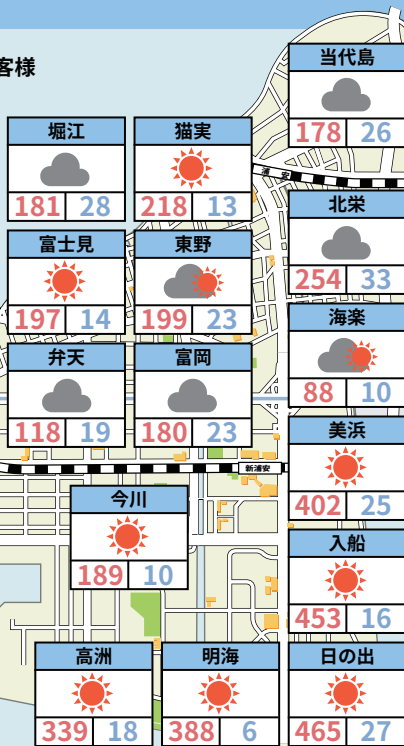 客様
当代島
178 26
堀江
181 28
猫実
218 13
浦安
北栄
254 33
富士見
197 14
東野
199 23
海楽
88 10
弁天
118 19
富岡
180 23
美浜
402 25
新浦安
今川
189 10
入船
453 16
高洲
339 18
明海
388 6
日の出
465 27